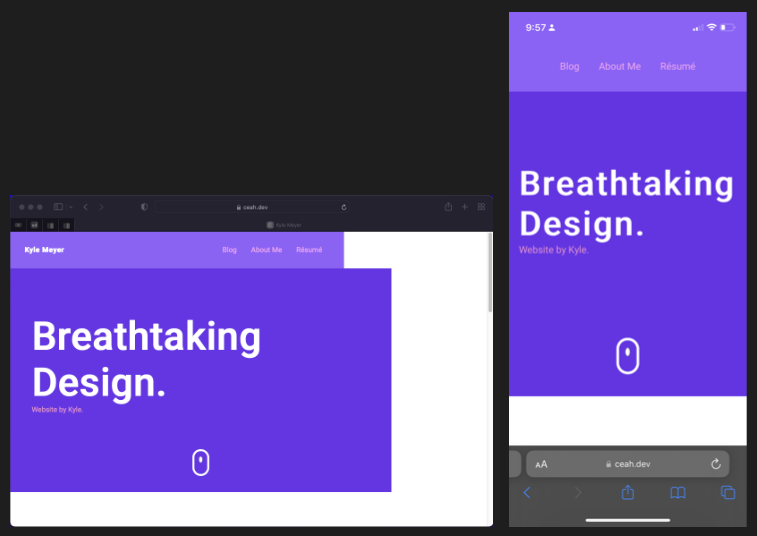 ceah.dev
Kyle Meyer
Kyle Meyer
Blog About Me Résumé
Breathtaking
Design.
Website by Kyle.
9:57
Blog About Me Résumé
Breathtaking
Design.
Website by Kyle.
AA ceah.dev